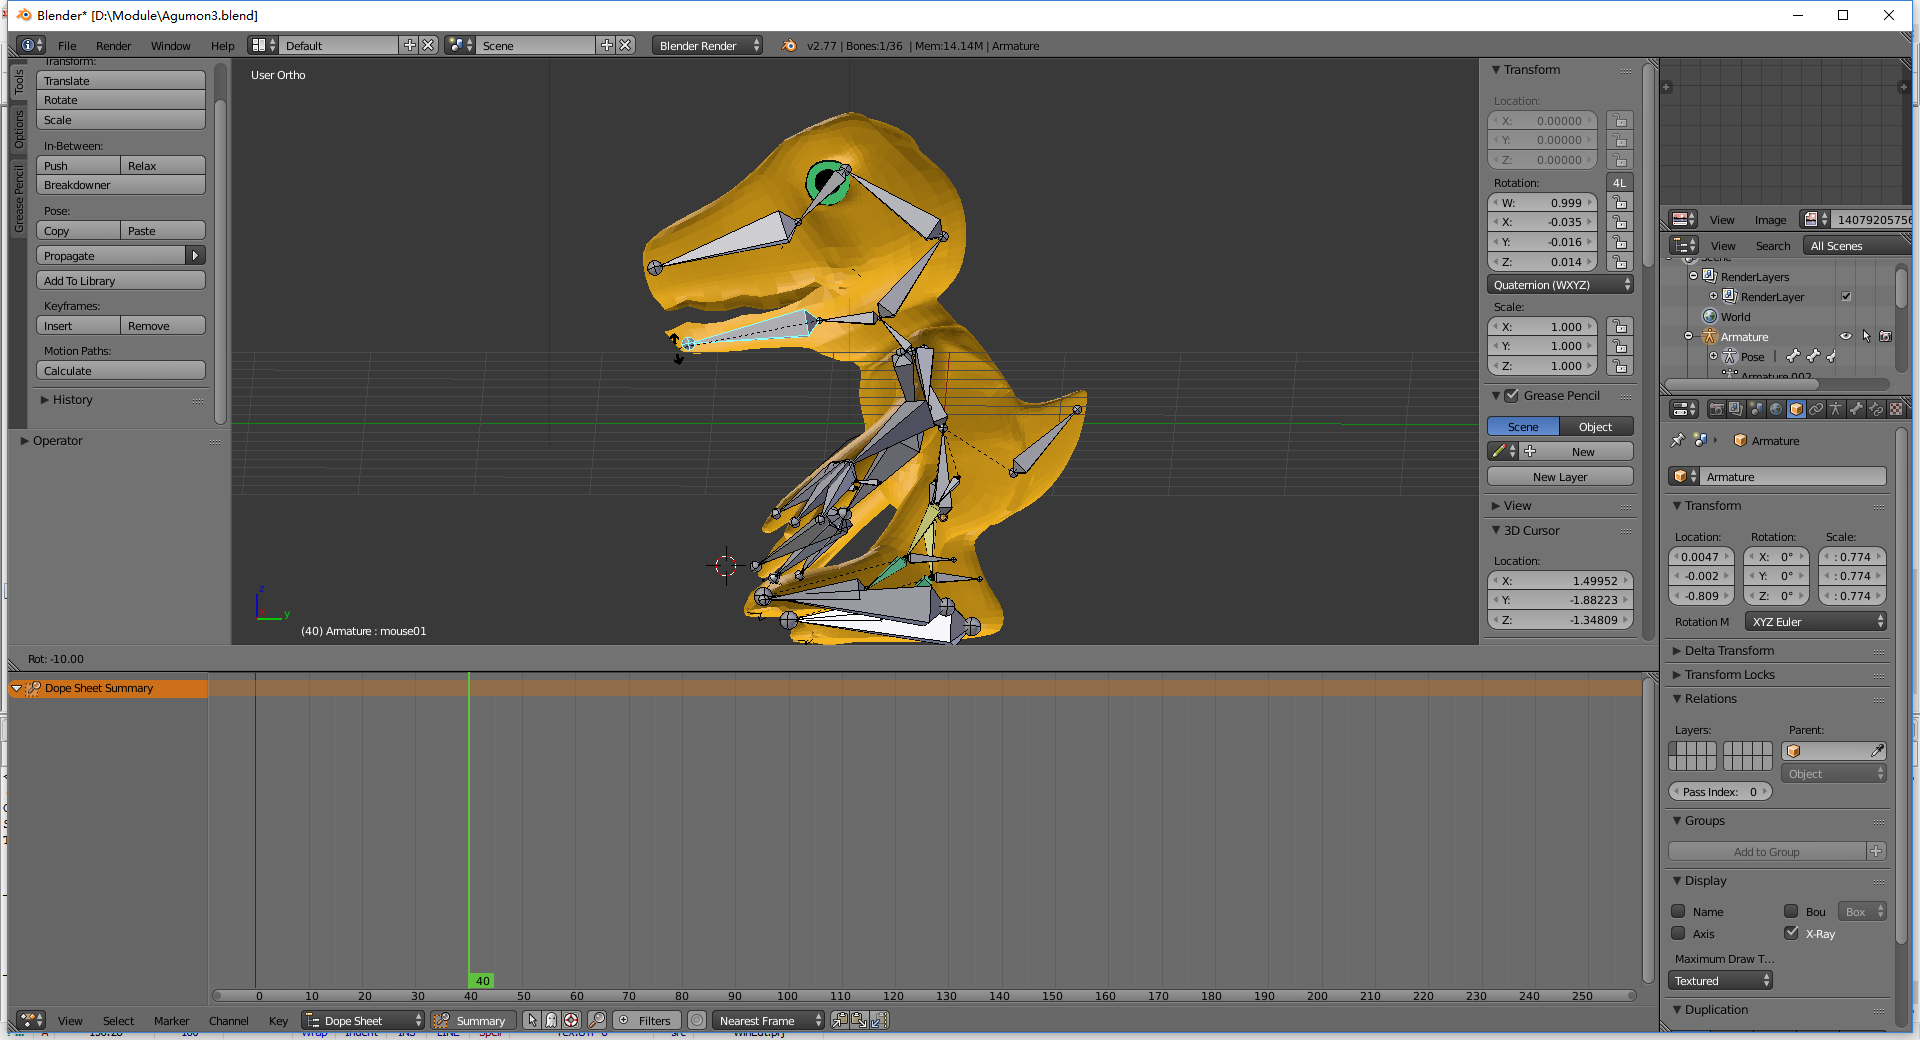 Blender* [D:\Module\Agumon3.blend]
File Render Window Help Default Scene Blender Render v2.77 | Bones:1/36 | Mem:14.14M | Armature
Tools
Options
Grease Pencil
Transform:
Translate
Rotate
Scale
In-Between:
Push Relax
Breakdowner
Pose:
Copy Paste
Propagate
Add To Library
Keyframes:
Insert Remove
Motion Paths:
Calculate
History
Operator
User Ortho
z
y
(40) Armature : mouse01
Transform
Location:
X: 0.00000
Y: 0.00000
Z: 0.00000
Rotation: 4L
W: 0.999
X: -0.035
Y: -0.016
Z: 0.014
Quaternion (WXYZ)
Scale:
X: 1.000
Y: 1.000
Z: 1.000
Grease Pencil
Scene Object
New
New Layer
View
3D Cursor
Location:
X: 1.49952
Y: -1.88223
Z: -1.34809
View Image 14079205756
View Search All Scenes
Scene
RenderLayers
RenderLayer
World
Armature
Pose
Armature.002
Armature
Armature
Transform
Location: Rotation: Scale:
0.0047 X: 0° : 0.774
-0.002 Y: 0° : 0.774
-0.809 Z: 0° : 0.774
Rotation M XYZ Euler
Delta Transform
Transform Locks
Relations
Layers: Parent:
Object
Pass Index: 0
Groups
Add to Group
Display
Name Bou Box
Axis X-Ray
Maximum Draw T...
Textured
Duplication
Rot: -10.00
Dope Sheet Summary
40
0 10 20 30 40 50 60 70 80 90 100 110 120 130 140 150 160 170 180 190 200 210 220 230 240 250
View Select Marker Channel Key Dope Sheet Summary Filters Nearest Frame